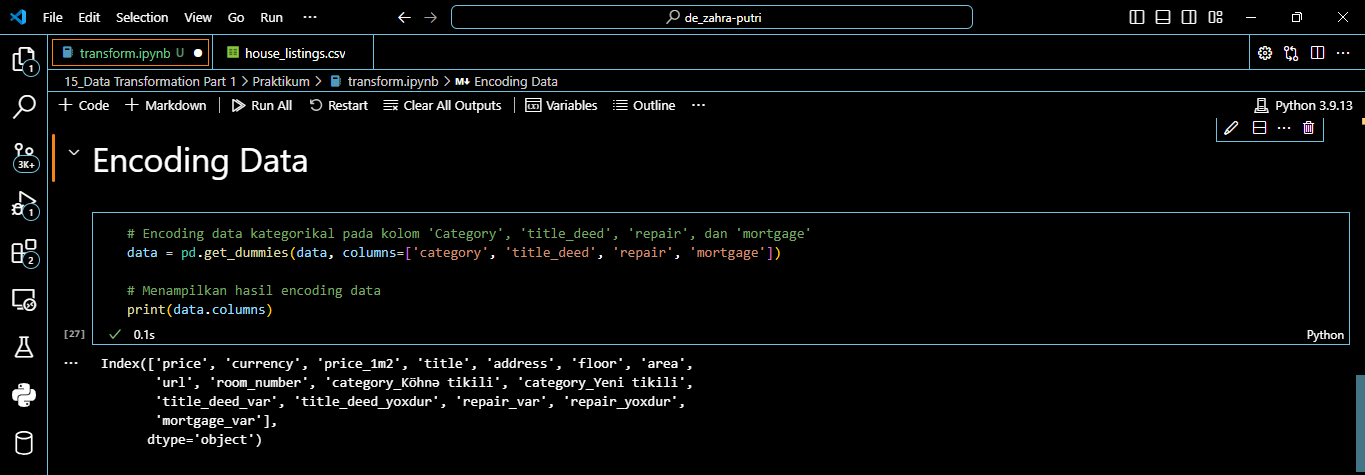 File Edit Selection View Go Run ··· de_zahra-putri
transform.ipynb U house_listings.csv
15_Data Transformation Part 1 > Praktikum > transform.ipynb > M↓ Encoding Data
+ Code + Markdown | Run All Restart Clear All Outputs | Variables Outline ··· Python 3.9.13
1
3K+
1
2
Encoding Data
# Encoding data kategorikal pada kolom 'Category', 'title_deed', 'repair', dan 'mortgage'
data = pd.get_dummies(data, columns=['category', 'title_deed', 'repair', 'mortgage'])
# Menampilkan hasil encoding data
print(data.columns)
[27] ✓ 0.1s Python
··· Index(['price', 'currency', 'price_1m2', 'title', 'address', 'floor', 'area',
'url', 'room_number', 'category_Köhnə tikili', 'category_Yeni tikili',
'title_deed_var', 'title_deed_yoxdur', 'repair_var', 'repair_yoxdur',
'mortgage_var'],
dtype='object')